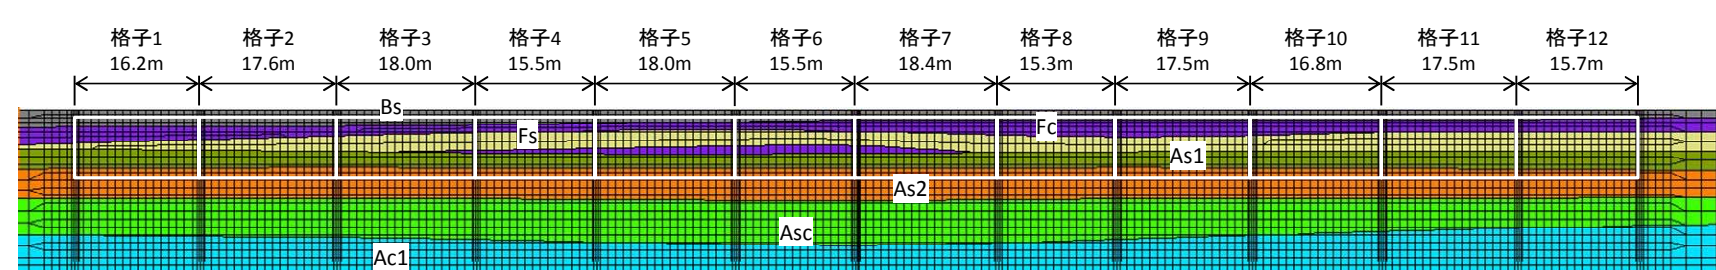 格子1 格子2 格子3 格子4 格子5 格子6 格子7 格子8 格子9 格子10 格子11 格子12
16.2m 17.6m 18.0m 15.5m 18.0m 15.5m 18.4m 15.3m 17.5m 16.8m 17.5m 15.7m
Bs
Fs
Fc
As1
As2
Asc
Ac1